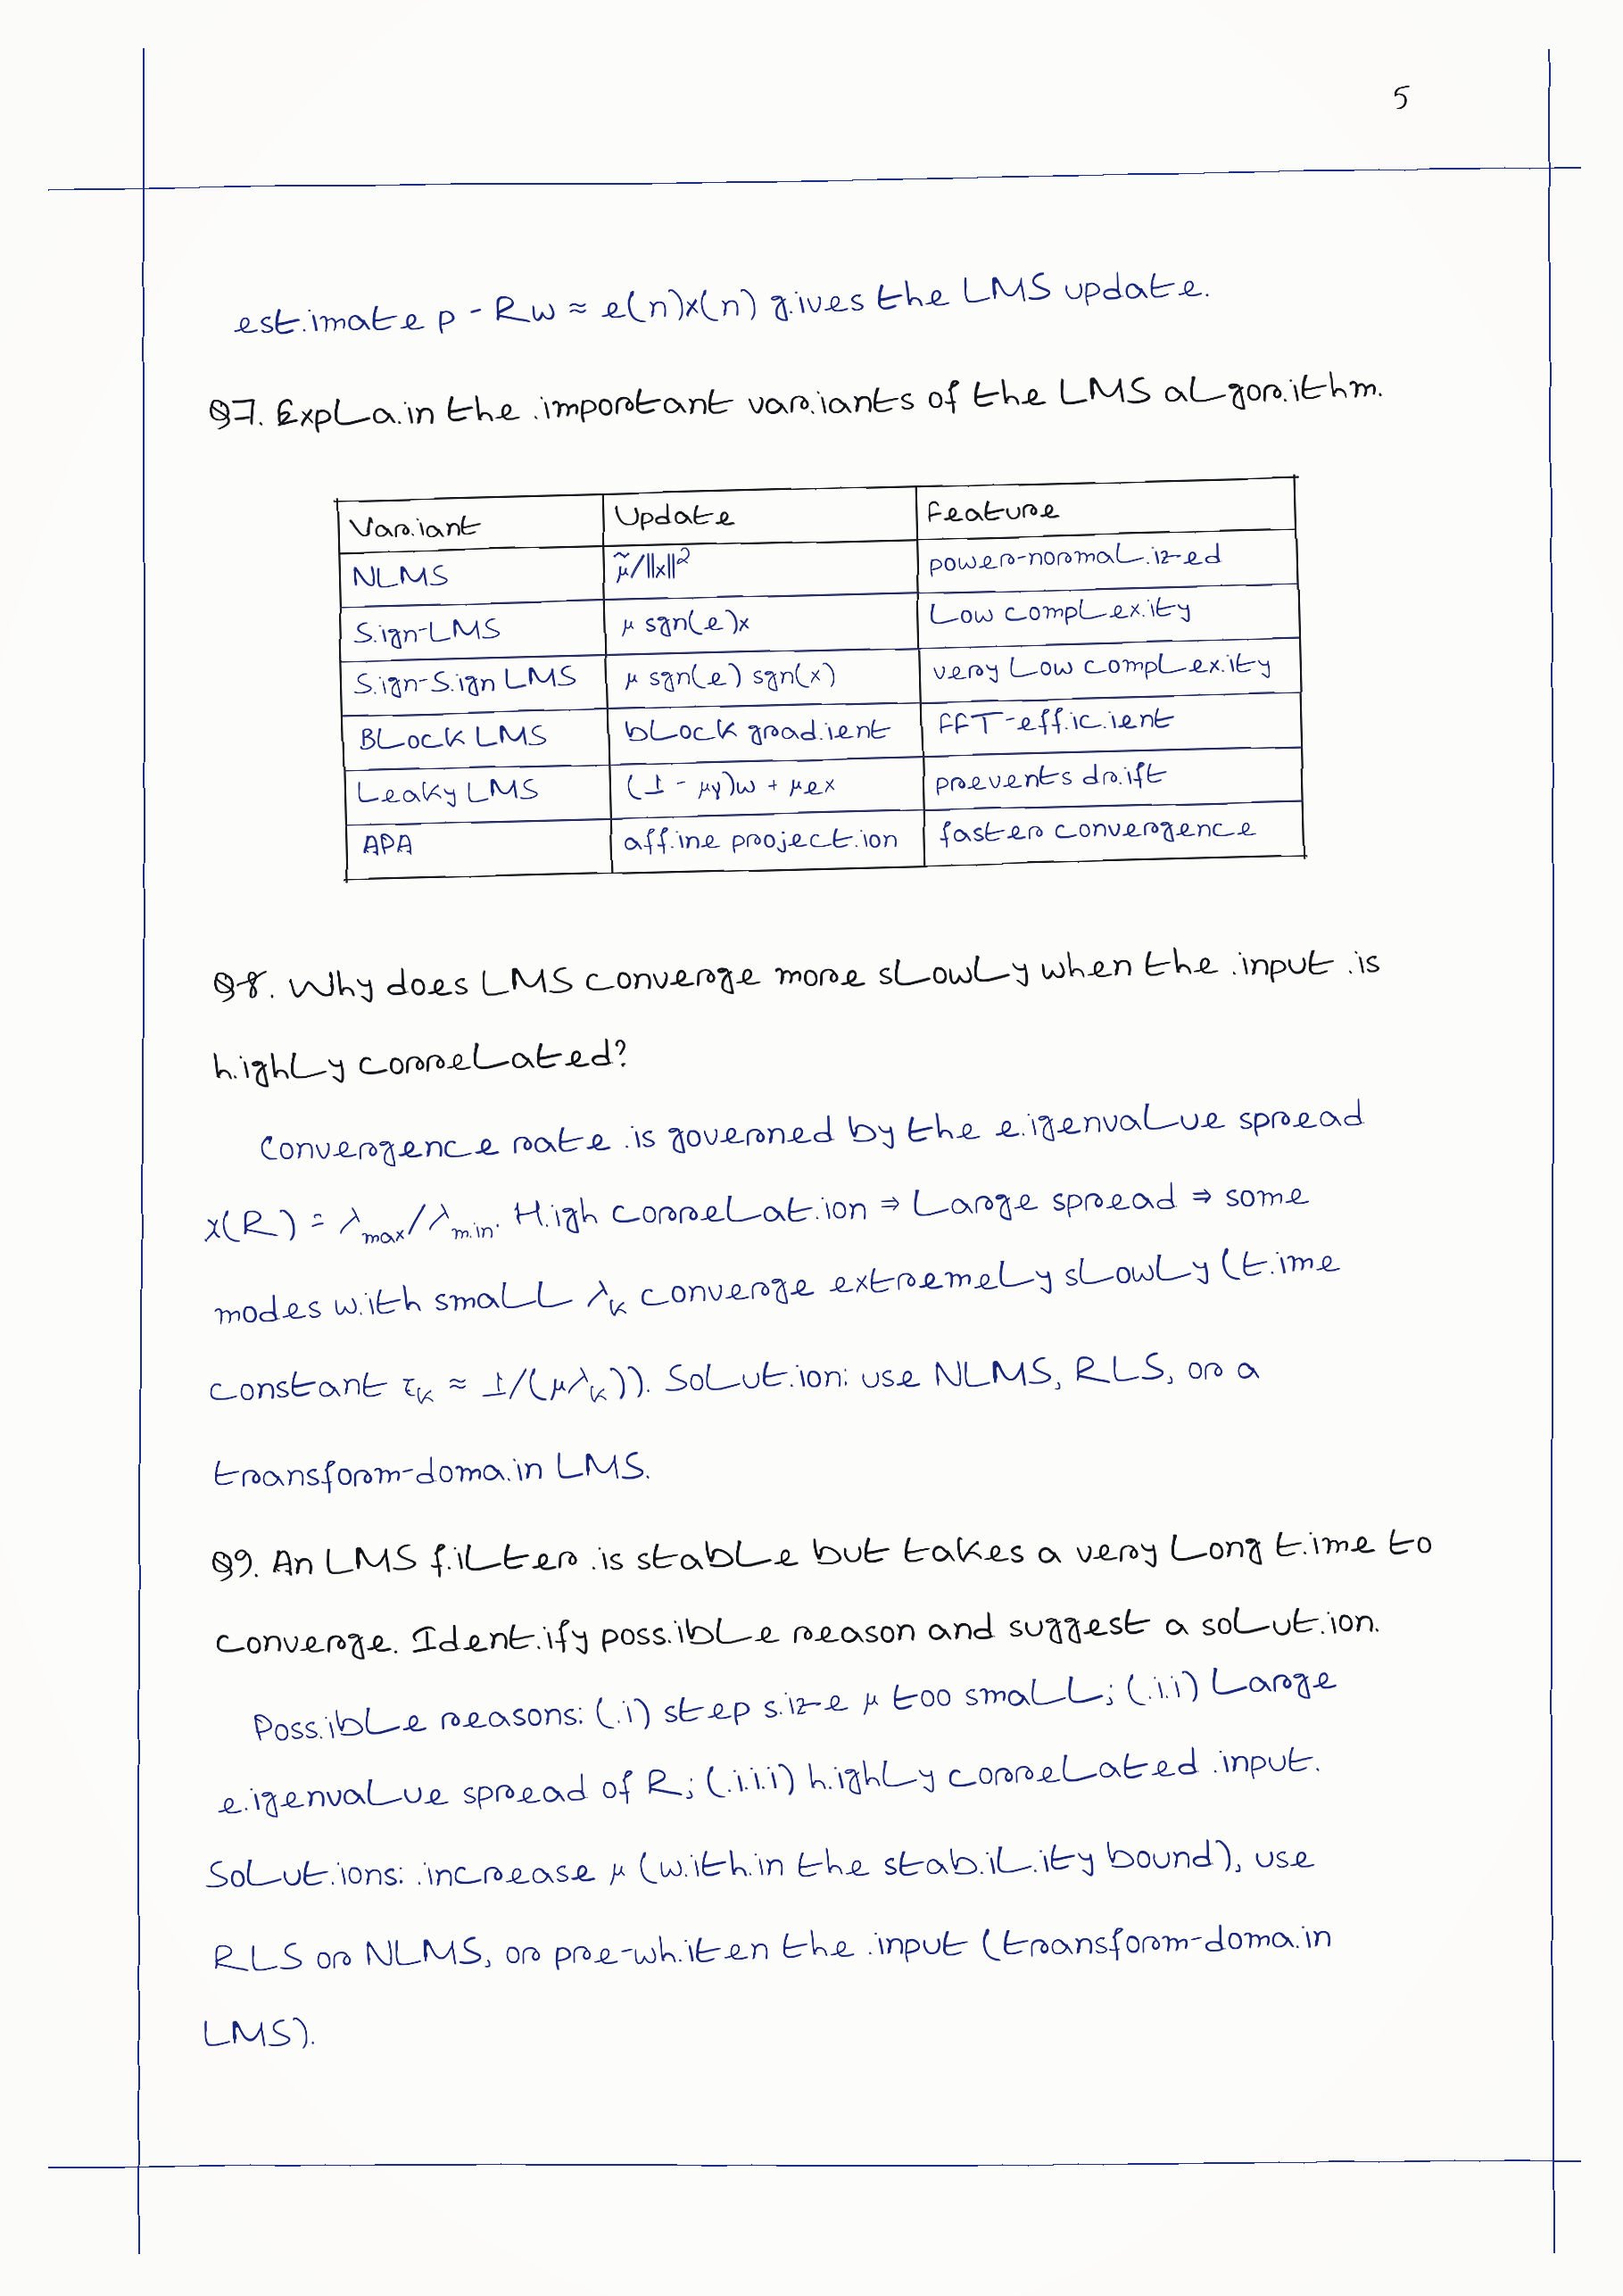 5
estimate p - Rw ≈ e(n)x(n) gives the LMS update.
Q7. Explain the important variants of the LMS algorithm.
Variant Update Feature
NLMS μ̃/||x||² power-normalized
Sign-LMS μ sgn(e)x Low complexity
Sign-Sign LMS μ sgn(e) sgn(x) very low complexity
Block LMS block gradient FFT-efficient
Leaky LMS (1 - μγ)w + μex prevents drift
APA affine projection faster convergence
Q8. Why does LMS converge more slowly when the input is
highly correlated?
Convergence rate is governed by the eigenvalue spread
χ(R) = λmax/λmin. High correlation ⇒ Large spread ⇒ some
modes with small λk converge extremely slowly (time
constant τk ≈ 1/(μλk)). Solution: use NLMS, RLS, or a
transform-domain LMS.
Q9. An LMS filter is stable but takes a very long time to
converge. Identify possible reason and suggest a solution.
Possible reasons: (i) step size μ too small; (ii) Large
eigenvalue spread of R; (iii) highly correlated input.
Solutions: increase μ (within the stability bound), use
RLS or NLMS, or pre-whiten the input (transform-domain
LMS).